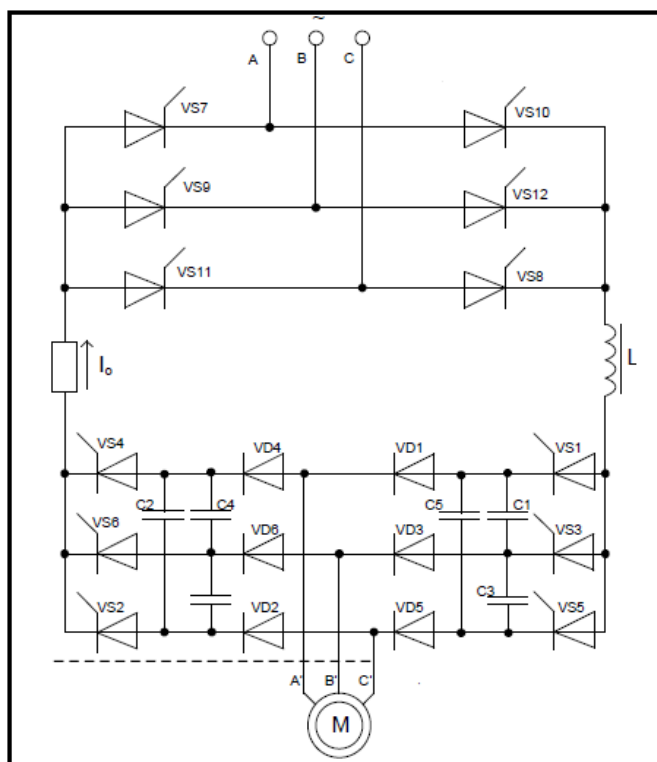 ~
A B C
VS7 VS10
VS9 VS12
VS11 VS8
I₀ L
VS4 VD4 VD1 VS1
C2 C4 C5 C1
VS6 VD6 VD3 VS3
C3
VS2 VD2 VD5 VS5
A' B' C'
M